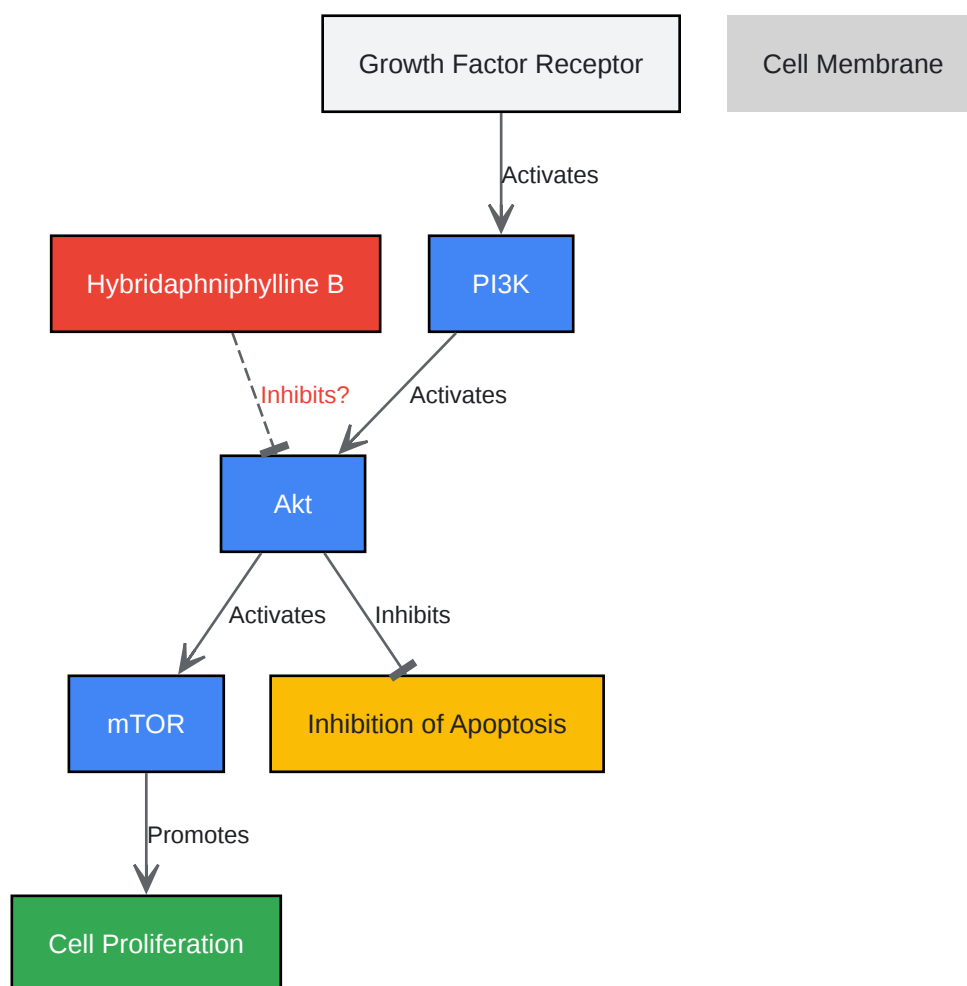 Growth Factor Receptor
Cell Membrane
Activates
Hybridaphniphylline B
PI3K
Inhibits?
Activates
Akt
Activates
Inhibits
mTOR
Inhibition of Apoptosis
Promotes
Cell Proliferation